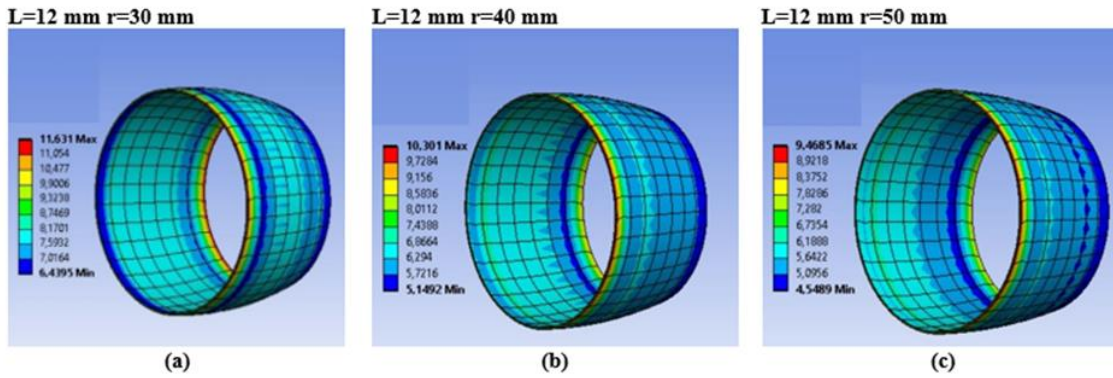 L=12 mm r=30 mm
L=12 mm r=40 mm
L=12 mm r=50 mm
11,631 Max
11,054
10,477
9,9006
9,3238
8,7469
8,1701
7,5932
7,0164
6,4395 Min
10,301 Max
9,7284
9,156
8,5836
8,0112
7,4388
6,8664
6,294
5,7216
5,1492 Min
9,4685 Max
8,9218
8,3752
7,8286
7,282
6,7354
6,1888
5,6422
5,0956
4,5489 Min
(a)
(b)
(c)